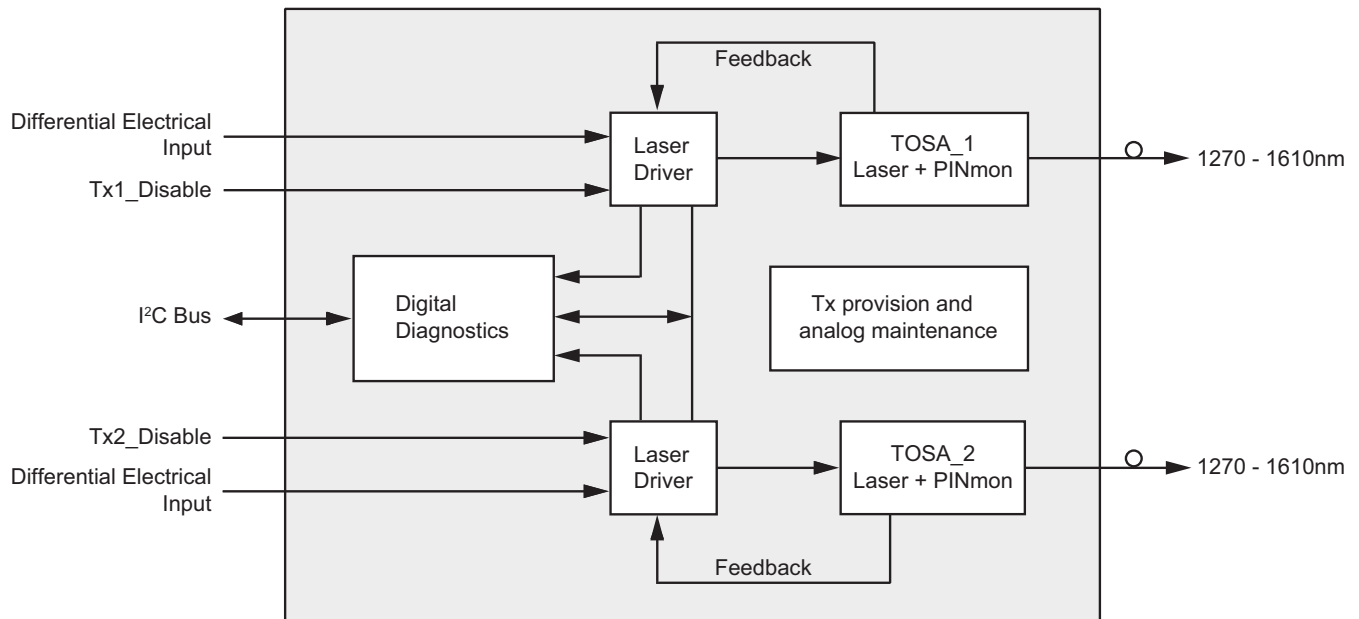 Feedback
Differential Electrical
Input
Laser
Driver
TOSA_1
Laser + PINmon
1270 - 1610nm
Tx1_Disable
I²C Bus
Digital
Diagnostics
Tx provision and
analog maintenance
Tx2_Disable
Differential Electrical
Input
Laser
Driver
TOSA_2
Laser + PINmon
1270 - 1610nm
Feedback